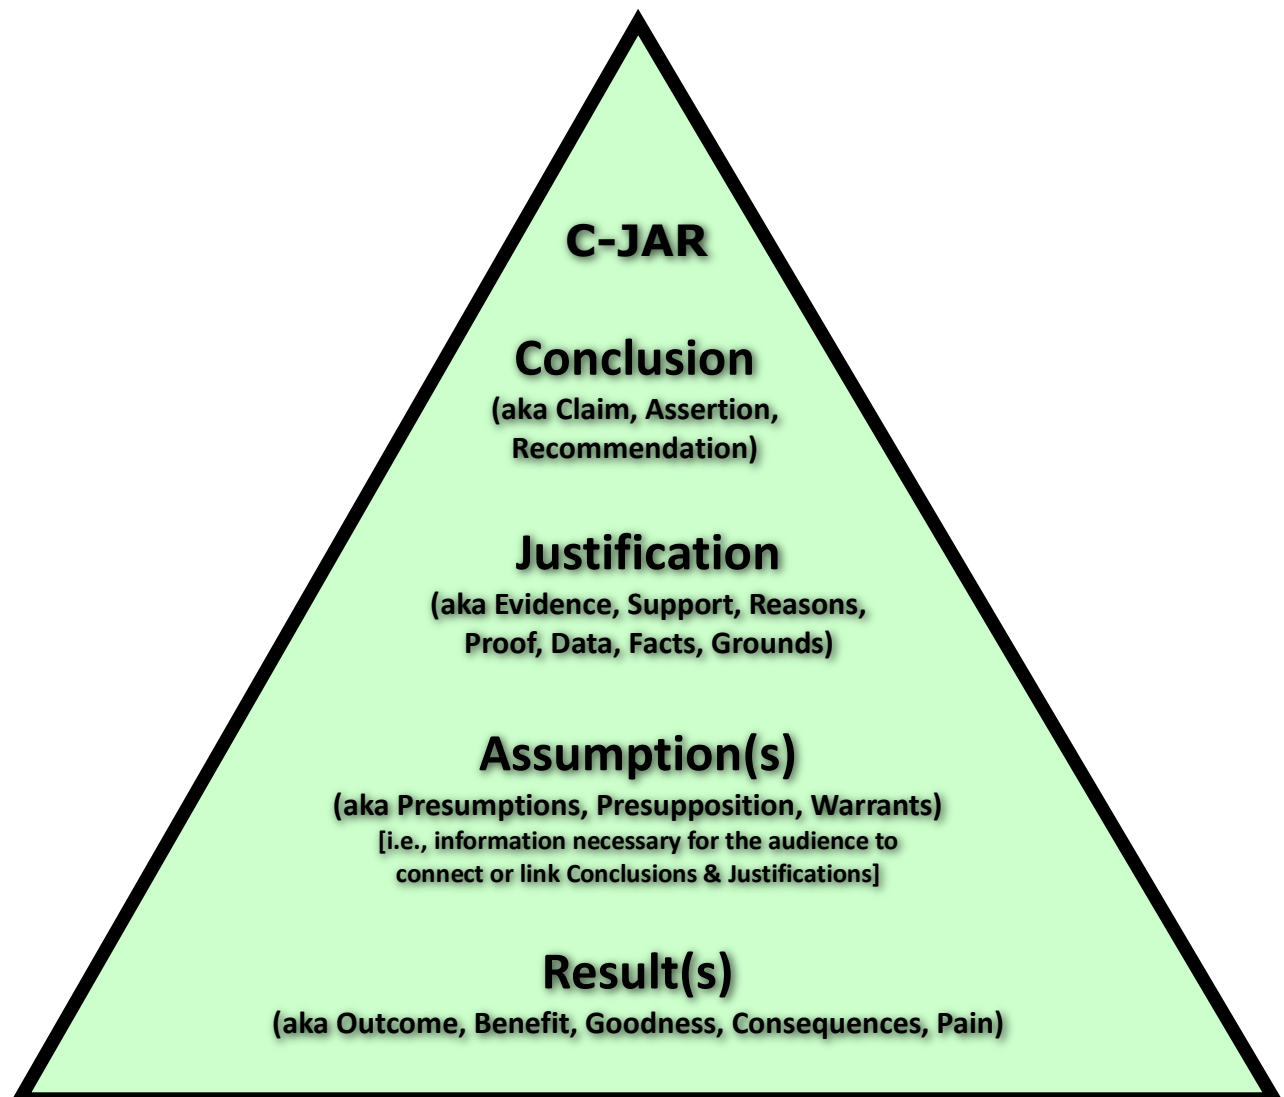 C-JAR
Conclusion
(aka Claim, Assertion,
Recommendation)
Justification
(aka Evidence, Support, Reasons,
Proof, Data, Facts, Grounds)
Assumption(s)
(aka Presumptions, Presupposition, Warrants)
[i.e., information necessary for the audience to
connect or link Conclusions & Justifications]
Result(s)
(aka Outcome, Benefit, Goodness, Consequences, Pain)